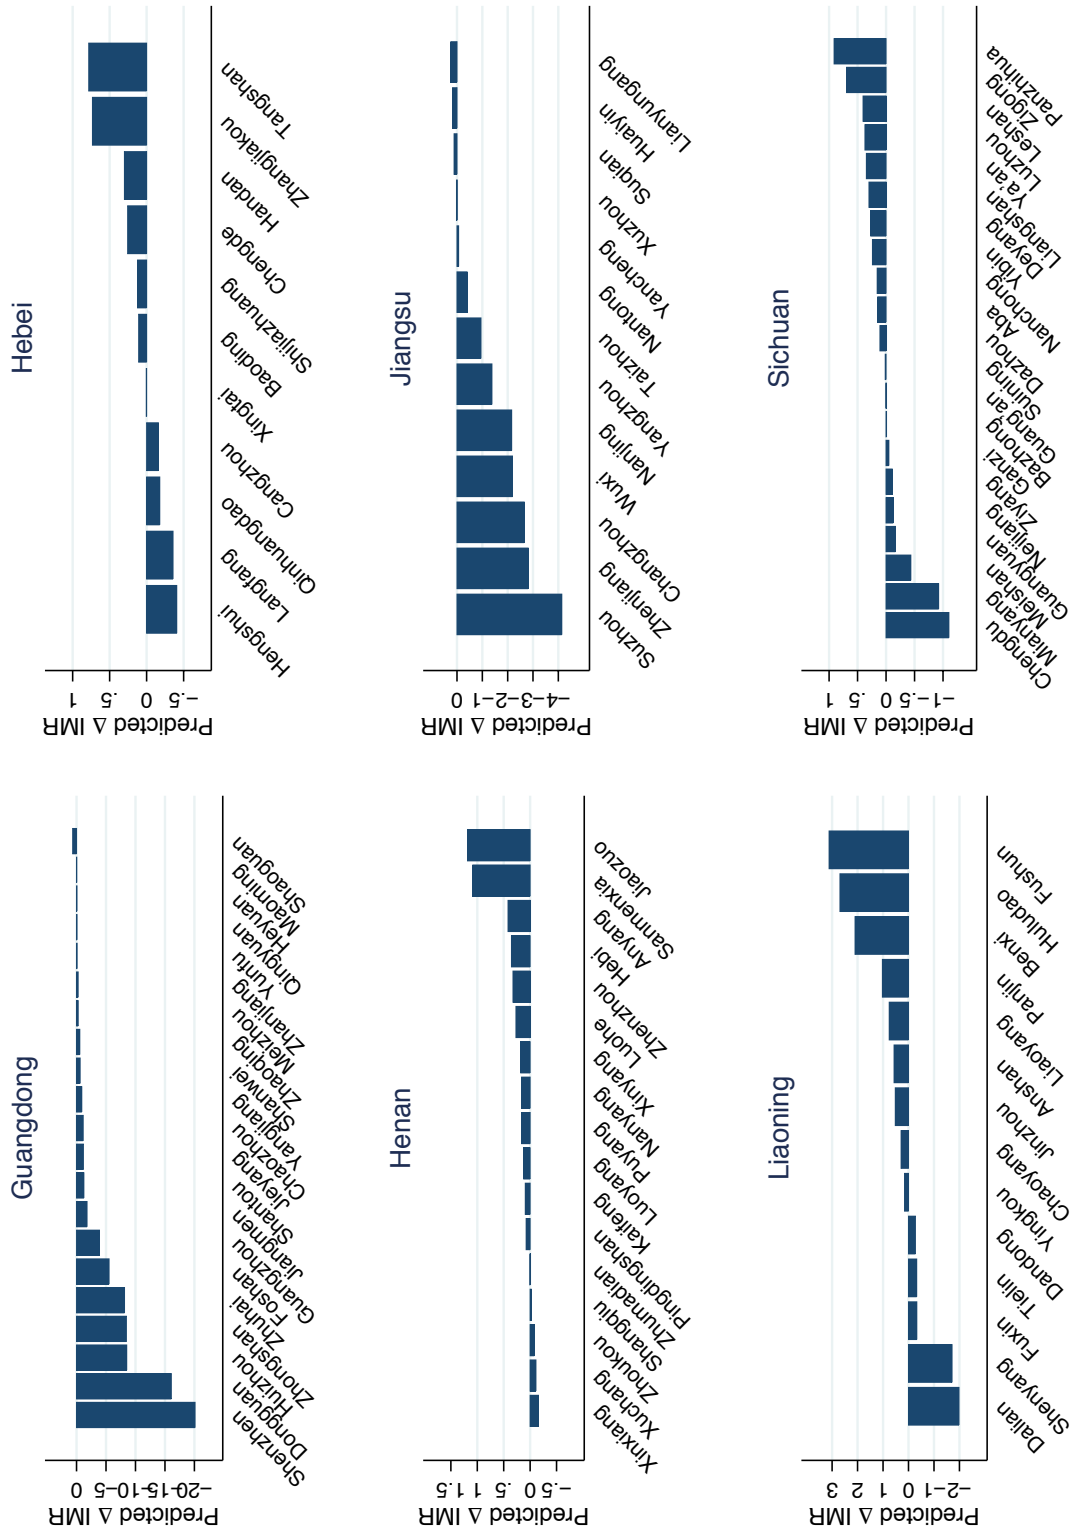 Guangdong
Predicted Δ IMR
0
−5
−10
−15
−20
Shenzhen
Dongguan
Huizhou
Zhongshan
Zhuhai
Foshan
Guangzhou
Jiangmen
Shantou
Jieyang
Chaozhou
Yangjiang
Shanwei
Zhaoqing
Meizhou
Zhanjiang
Yunfu
Qingyuan
Heyuan
Maoming
Shaoguan
Hebei
Predicted Δ IMR
1
.5
0
−.5
Hengshui
Langfang
Qinhuangdao
Cangzhou
Xingtai
Baoding
Shijiazhuang
Chengde
Handan
Zhangjiakou
Tangshan
Henan
Predicted Δ IMR
1.5
1
.5
0
−.5
Xinxiang
Xuchang
Zhoukou
Shangqiu
Zhumadian
Pingdingshan
Kaifeng
Luoyang
Puyang
Nanyang
Xinyang
Luohe
Zhenzhou
Hebi
Anyang
Sanmenxia
Jiaozuo
Jiangsu
Predicted Δ IMR
0
−1
−2
−3
−4
Suzhou
Zhenjiang
Changzhou
Wuxi
Nanjing
Yangzhou
Taizhou
Nantong
Yancheng
Xuzhou
Suqian
Huaiyin
Lianyungang
Liaoning
Predicted Δ IMR
3
2
1
0
−1
−2
Dalian
Shenyang
Fuxin
Tielin
Dandong
Yingkou
Chaoyang
Jinzhou
Anshan
Liaoyang
Panjin
Benxi
Huludao
Fushun
Sichuan
Predicted Δ IMR
1
.5
0
−.5
−1
Chengdu
Mianyang
Meishan
Guangyuan
Neijiang
Ziyang
Ganzi
Bazhong
Guang'an
Suining
Dazhou
Aba
Nanchong
Yibin
Deyang
Liangshan
Ya'an
Luzhou
Leshan
Zigong
Panzhihua